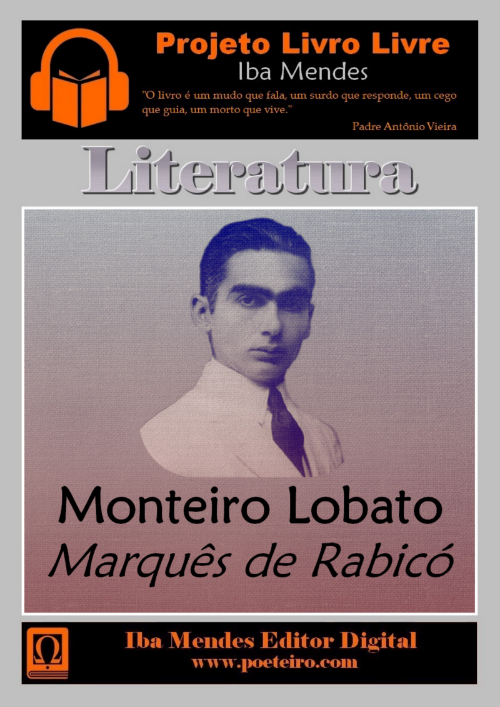 Projeto Livro Livre
Iba Mendes
"O livro é um mudo que fala, um surdo que responde, um cego
que guia, um morto que vive."
Padre Antônio Vieira
Literatura
Monteiro Lobato
Marquês de Rabicó
Ω
Iba Mendes Editor Digital
www.poeteiro.com